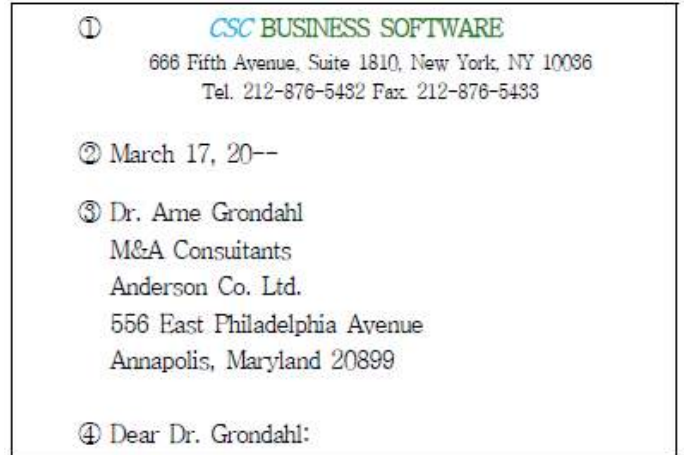 ① CSC BUSINESS SOFTWARE
666 Fifth Avenue, Suite 1810, New York, NY 10036
Tel. 212-876-5432 Fax. 212-876-5433
② March 17, 20--
③ Dr. Arne Grondahl
M&A Consuitants
Anderson Co. Ltd.
556 East Philadelphia Avenue
Annapolis, Maryland 20899
④ Dear Dr. Grondahl: